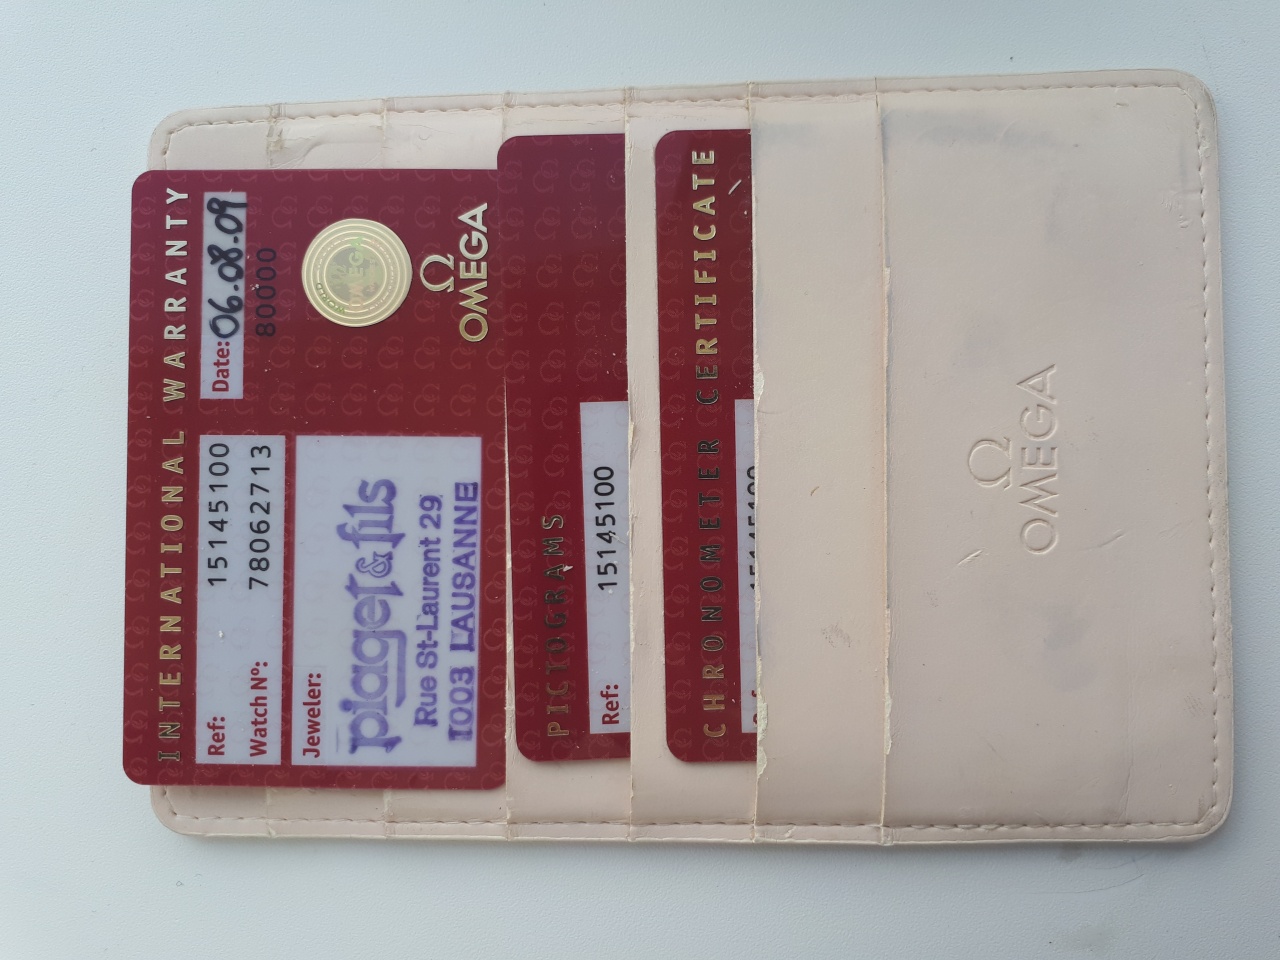 INTERNATIONAL WARRANTY
Ref: 15145100
Date: 06.08.09
Watch Nº: 78062713
80000
Jeweler:
piaget & fils
Rue St-Laurent 29
1003 LAUSANNE
OMEGA
Ω
OMEGA
PICTOGRAMS
Ref: 15145100
CHRONOMETER CERTIFICATE
Ω
OMEGA